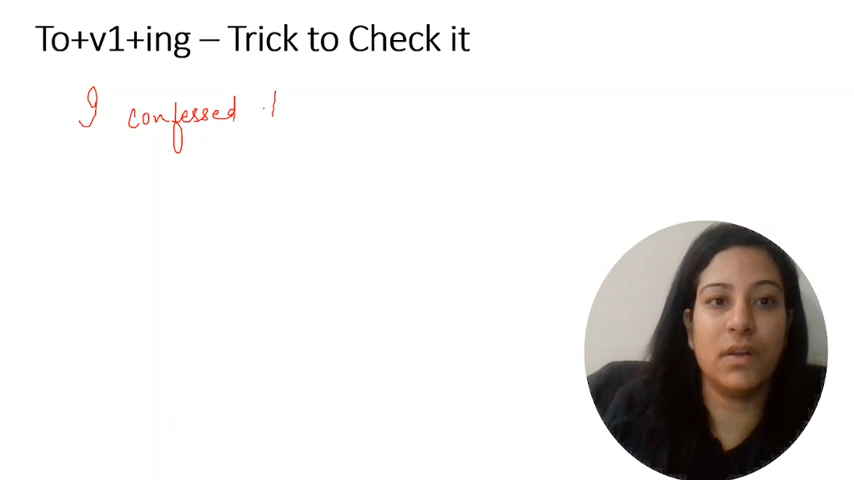 To+v1+ing – Trick to Check it
I confessed